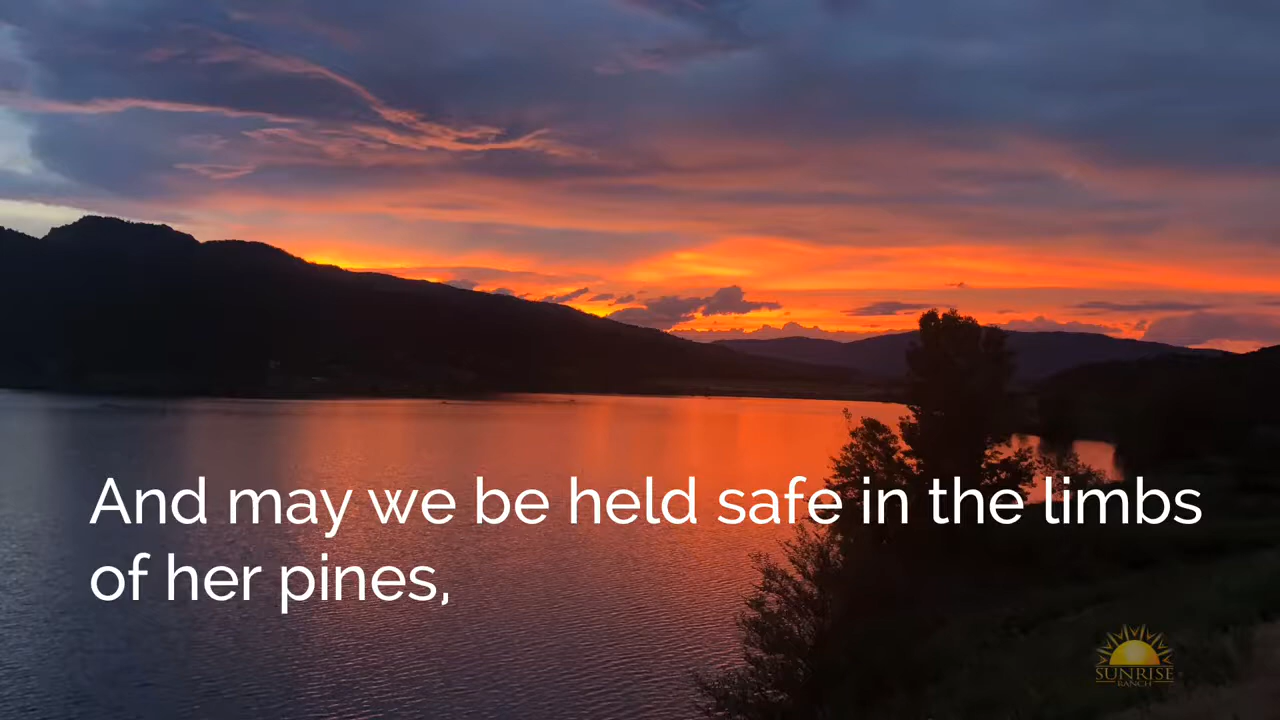 And may we be held safe in the limbs
of her pines,
SUNRISE
RANCH